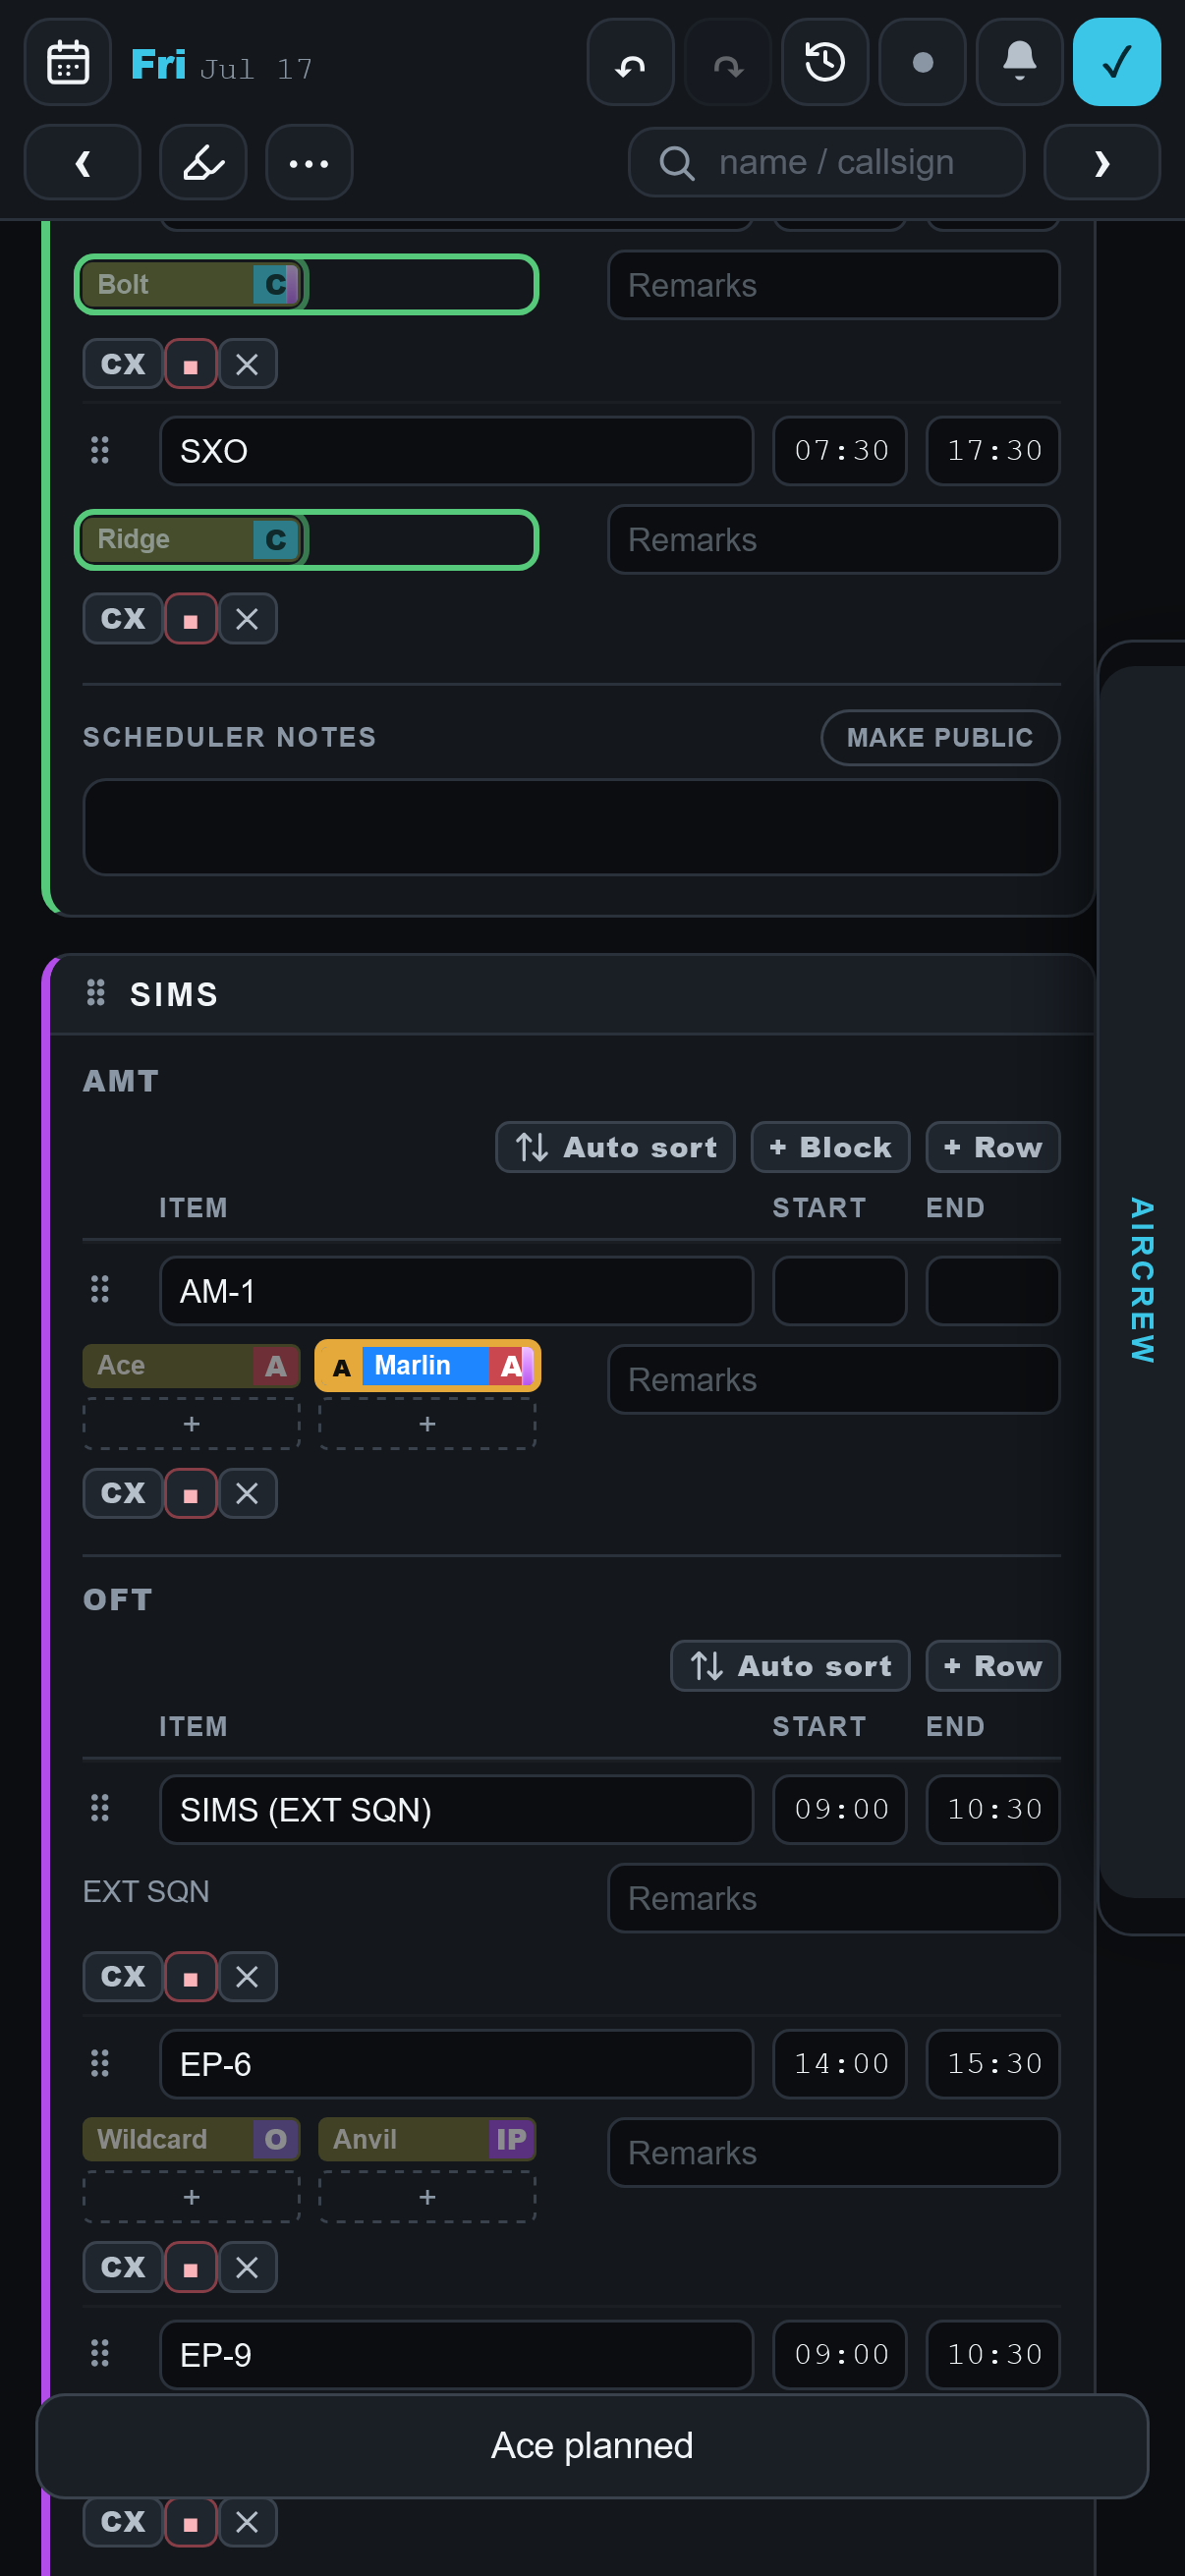 Fri Jul 17
name / callsign
Bolt C Remarks
CX
SXO 07:30 17:30
Ridge C Remarks
CX
SCHEDULER NOTES MAKE PUBLIC
SIMS
AMT
Auto sort + Block + Row
ITEM START END
AM-1
Ace A A Marlin A Remarks
+ +
CX
OFT
Auto sort + Row
ITEM START END
SIMS (EXT SQN) 09:00 10:30
EXT SQN Remarks
CX
EP-6 14:00 15:30
Wildcard O Anvil IP Remarks
+ +
CX
EP-9 09:00 10:30
Ace planned
CX
AIRCREW